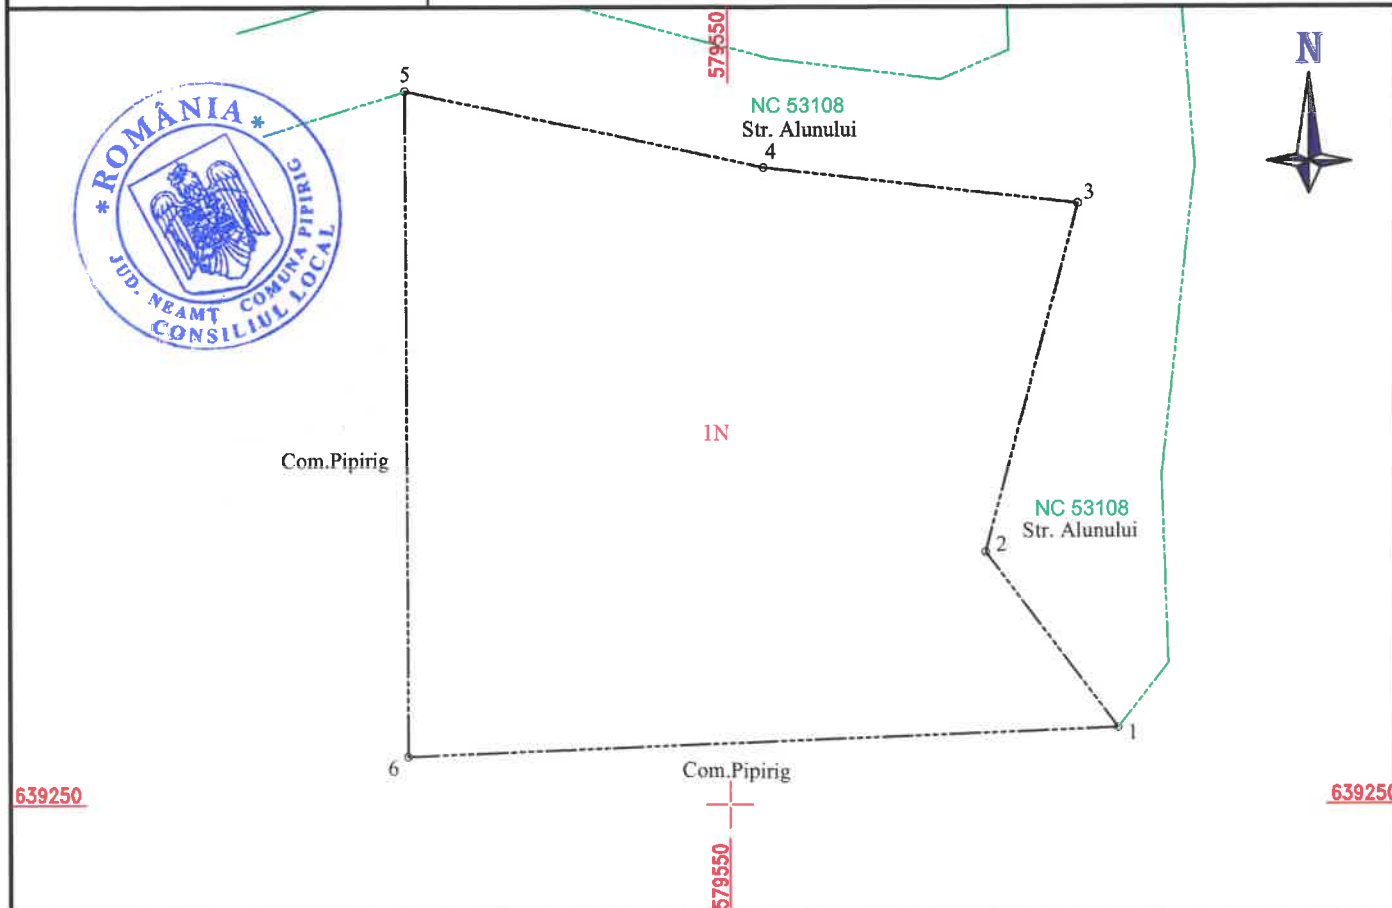 579550
N
5
NC 53108
Str. Alunului
4
3
* ROMÂNIA *
JUD. NEAMŢ COMUNA PIPIRIG
CONSILIUL LOCAL
1N
Com.Pipirig
NC 53108
Str. Alunului
2
1
6
Com.Pipirig
639250
639250
579550